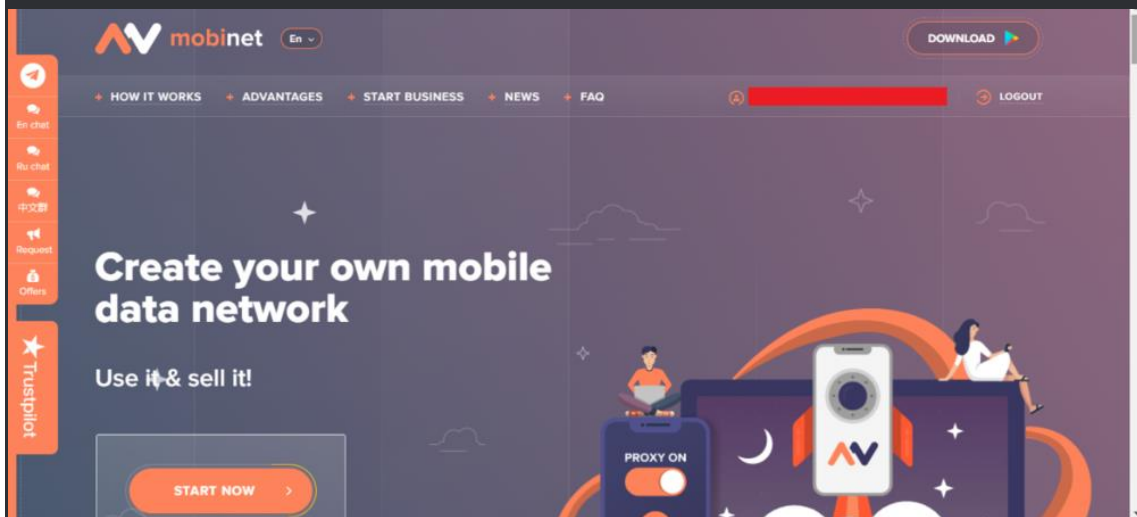 mobinet
En
DOWNLOAD
HOW IT WORKS
ADVANTAGES
START BUSINESS
NEWS
FAQ
LOGOUT
En chat
Ru chat
中文群
Request
Offers
Trustpilot
Create your own mobile
data network
Use it & sell it!
START NOW
PROXY ON